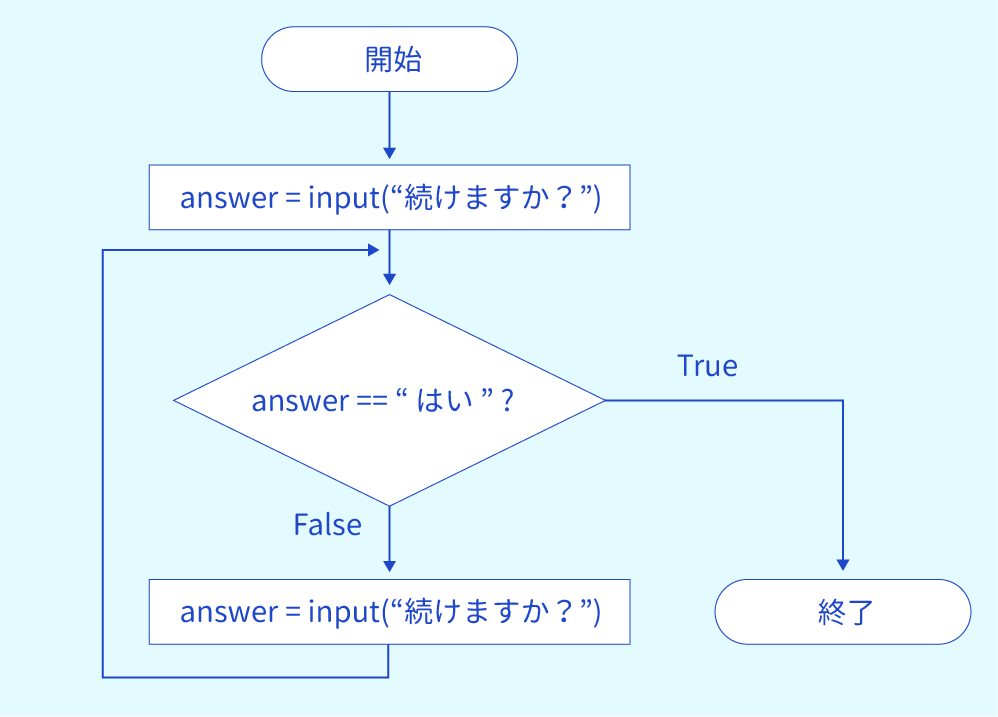 開始
answer = input(“続けますか？”)
answer == “ はい ” ?
True
False
answer = input(“続けますか？”)
終了